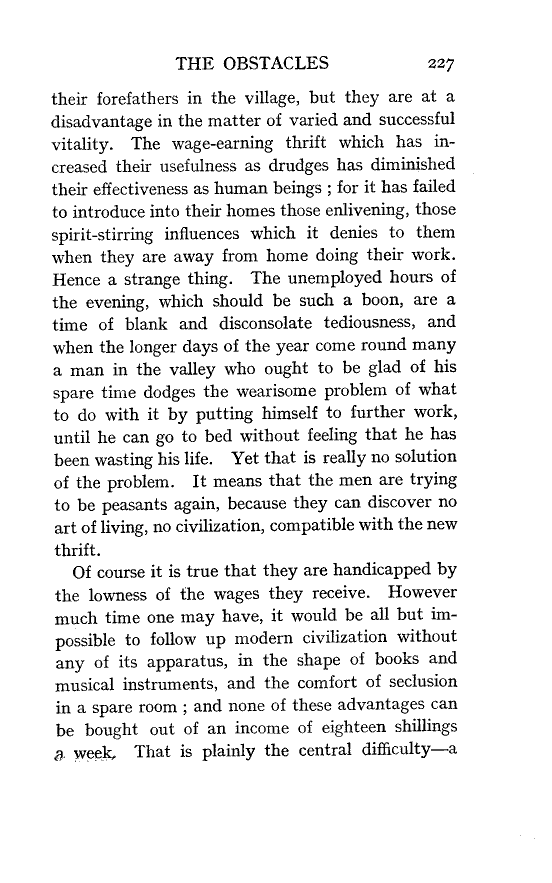 THE OBSTACLES 227
their forefathers in the village, but they are at a
disadvantage in the matter of varied and successful
vitality. The wage-earning thrift which has in-
creased their usefulness as drudges has diminished
their effectiveness as human beings ; for it has failed
to introduce into their homes those enlivening, those
spirit-stirring influences which it denies to them
when they are away from home doing their work.
Hence a strange thing. The unemployed hours of
the evening, which should be such a boon, are a
time of blank and disconsolate tediousness, and
when the longer days of the year come round many
a man in the valley who ought to be glad of his
spare time dodges the wearisome problem of what
to do with it by putting himself to further work,
until he can go to bed without feeling that he has
been wasting his life. Yet that is really no solution
of the problem. It means that the men are trying
to be peasants again, because they can discover no
art of living, no civilization, compatible with the new
thrift.
Of course it is true that they are handicapped by
the lowness of the wages they receive. However
much time one may have, it would be all but im-
possible to follow up modern civilization without
any of its apparatus, in the shape of books and
musical instruments, and the comfort of seclusion
in a spare room ; and none of these advantages can
be bought out of an income of eighteen shillings
a week. That is plainly the central difficulty—a